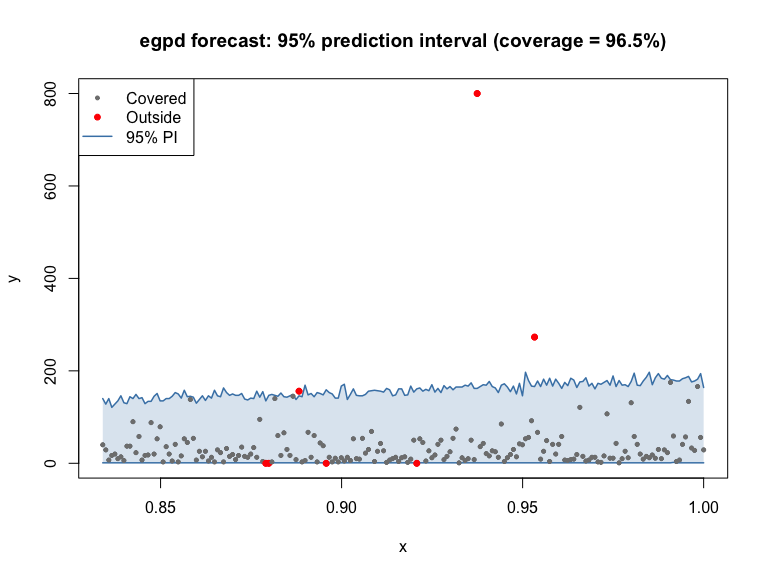 egpd forecast: 95% prediction interval (coverage = 96.5%)
Covered
Outside
95% PI
800
600
400
200
0
y
0.85 0.90 0.95 1.00
x